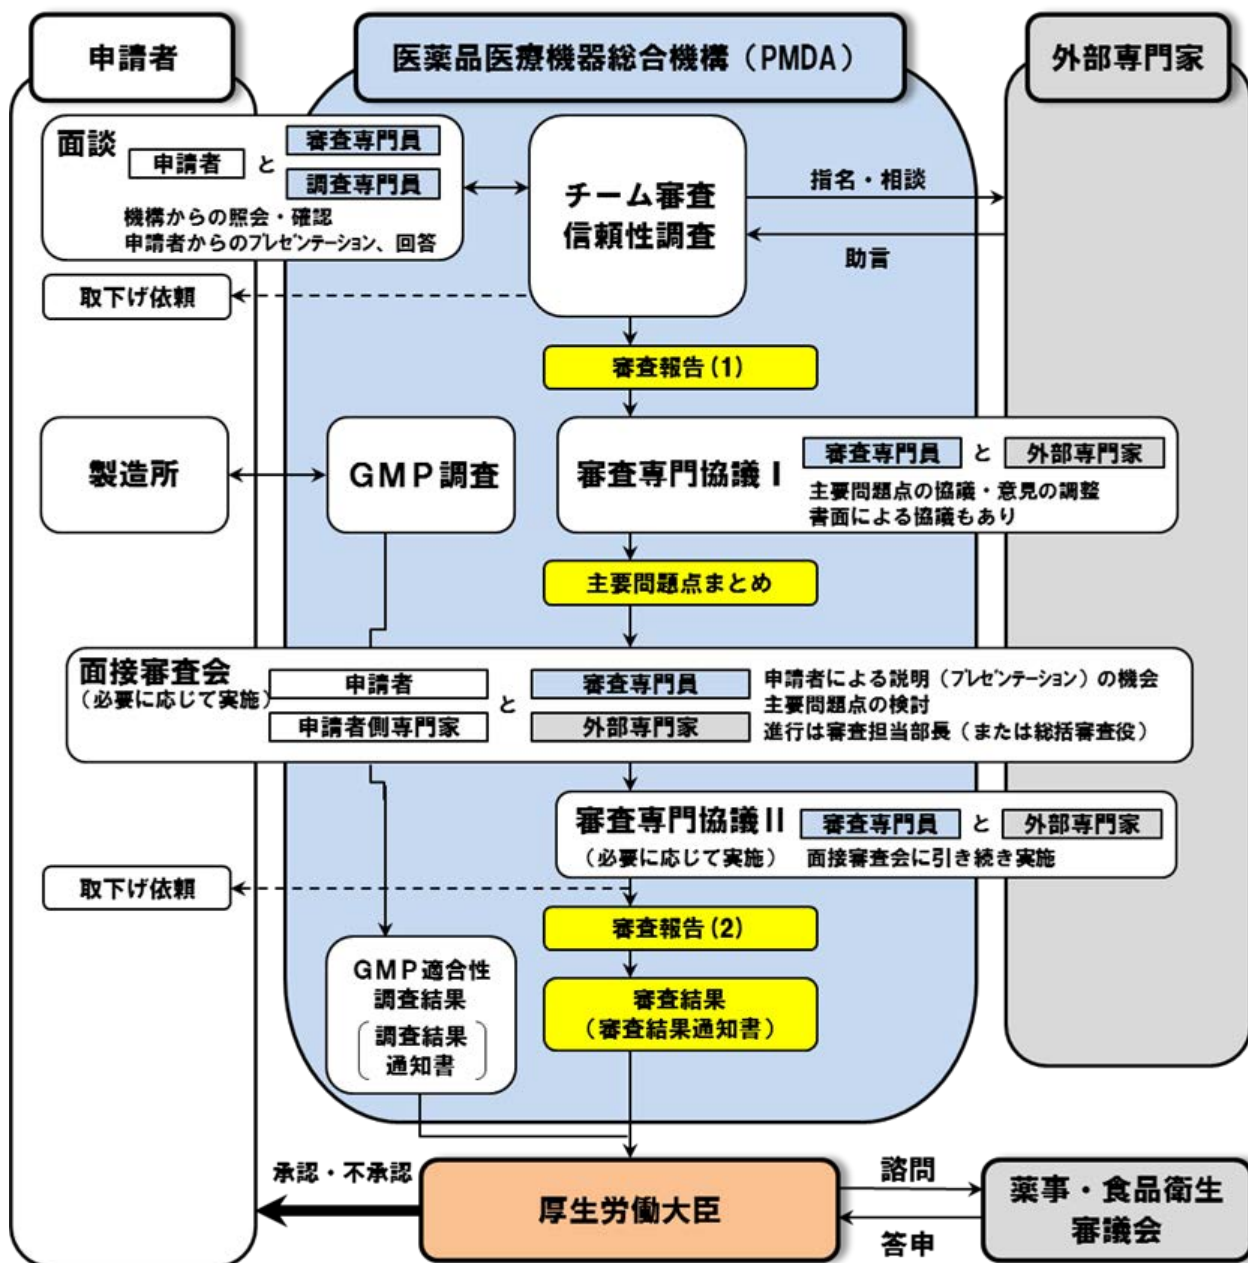 申請者
医薬品医療機器総合機構（PMDA）
外部専門家
面談
申請者
と
審査専門員
調査専門員
機構からの照会・確認
申請者からのプレゼンテーション、回答
チーム審査
信頼性調査
指名・相談
助言
取下げ依頼
審査報告(1)
製造所
GMP調査
審査専門協議Ⅰ
審査専門員
と
外部専門家
主要問題点の協議・意見の調整
書面による協議もあり
主要問題点まとめ
面接審査会
（必要に応じて実施）
申請者
申請者側専門家
と
審査専門員
外部専門家
申請者による説明（プレゼンテーション）の機会
主要問題点の検討
進行は審査担当部長（または総括審査役）
審査専門協議Ⅱ
審査専門員
と
外部専門家
（必要に応じて実施）
面接審査会に引き続き実施
取下げ依頼
審査報告(2)
GMP適合性
調査結果
調査結果
通知書
審査結果
（審査結果通知書）
承認・不承認
厚生労働大臣
諮問
答申
薬事・食品衛生
審議会